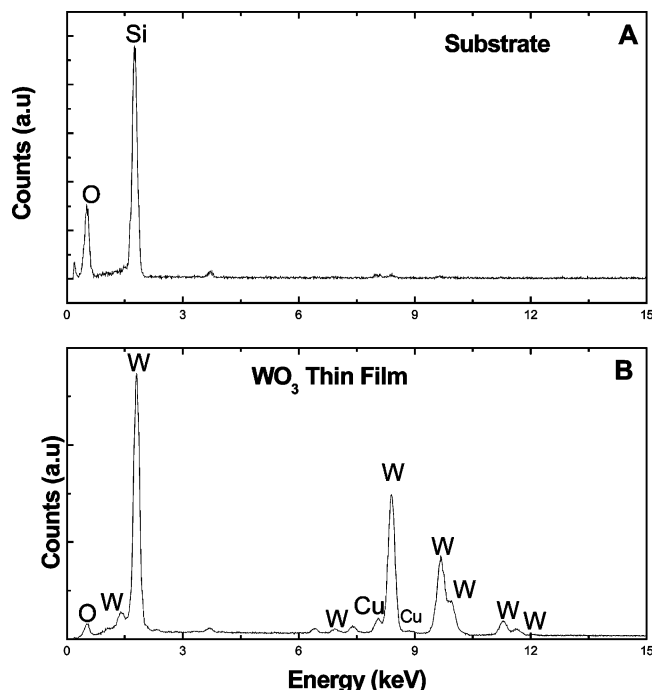 A
Substrate
Si
O
Counts (a.u)
0 3 6 9 12 15
B
WO3 Thin Film
W
W
W
W
O
W
Cu
Cu
W
W
W
Counts (a.u)
0 3 6 9 12 15
Energy (keV)